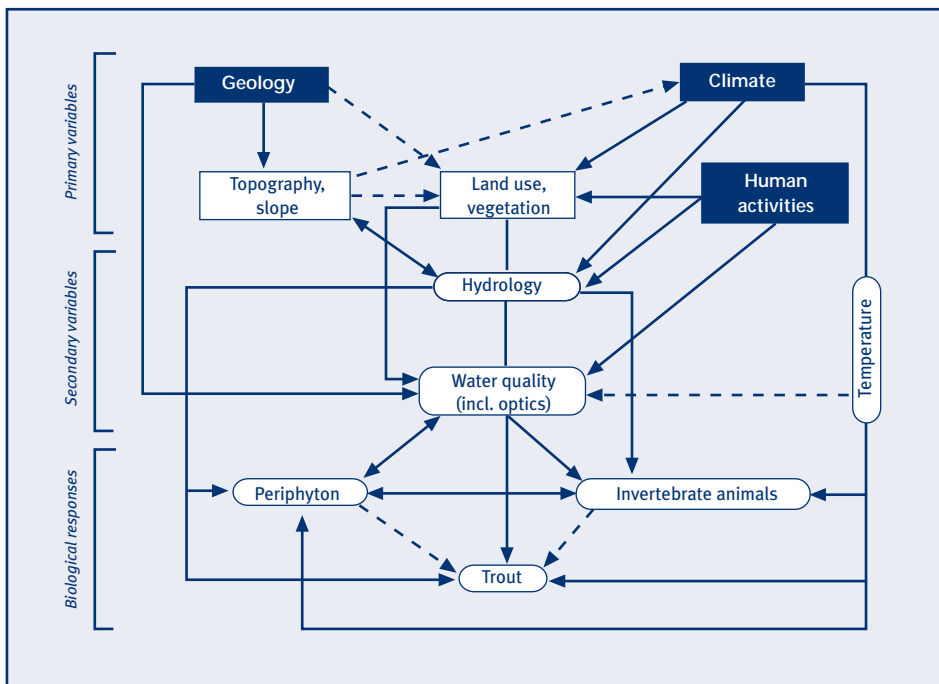 Primary variables
Geology
Climate
Topography,
slope
Land use,
vegetation
Human
activities
Secondary variables
Hydrology
Temperature
Water quality
(incl. optics)
Biological responses
Periphyton
Invertebrate animals
Trout